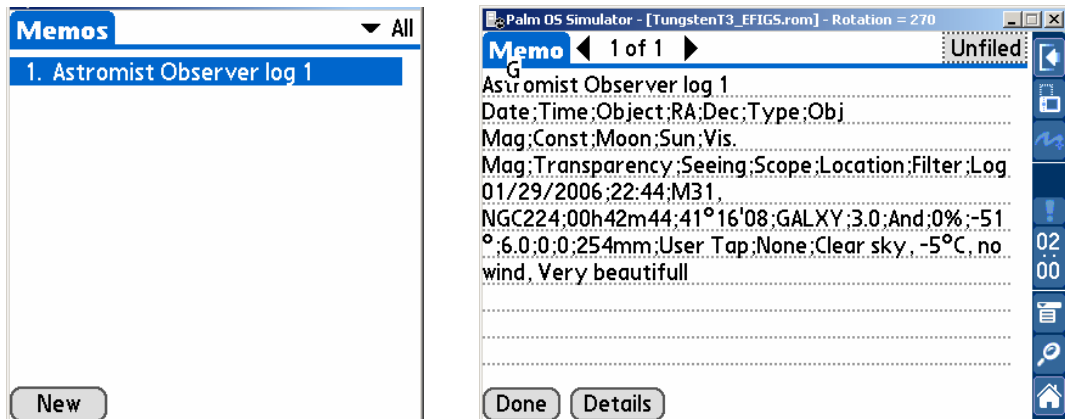 Memos
All
1. Astromist Observer log 1
New
Palm OS Simulator - [TungstenT3_EFIGS.rom] - Rotation = 270
Memo 1 of 1 Unfiled
G
Astromist Observer log 1
Date;Time;Object;RA;Dec;Type;Obj
Mag;Const;Moon;Sun;Vis.
Mag;Transparency;Seeing;Scope;Location;Filter;Log
01/29/2006;22:44;M31,
NGC224;00h42m44;41°16'08;GALXY;3.0;And;0%;-51
°;6.0;0;0;254mm;User Tap;None;Clear sky, -5°C, no
wind, Very beautifull
Done Details
02
00